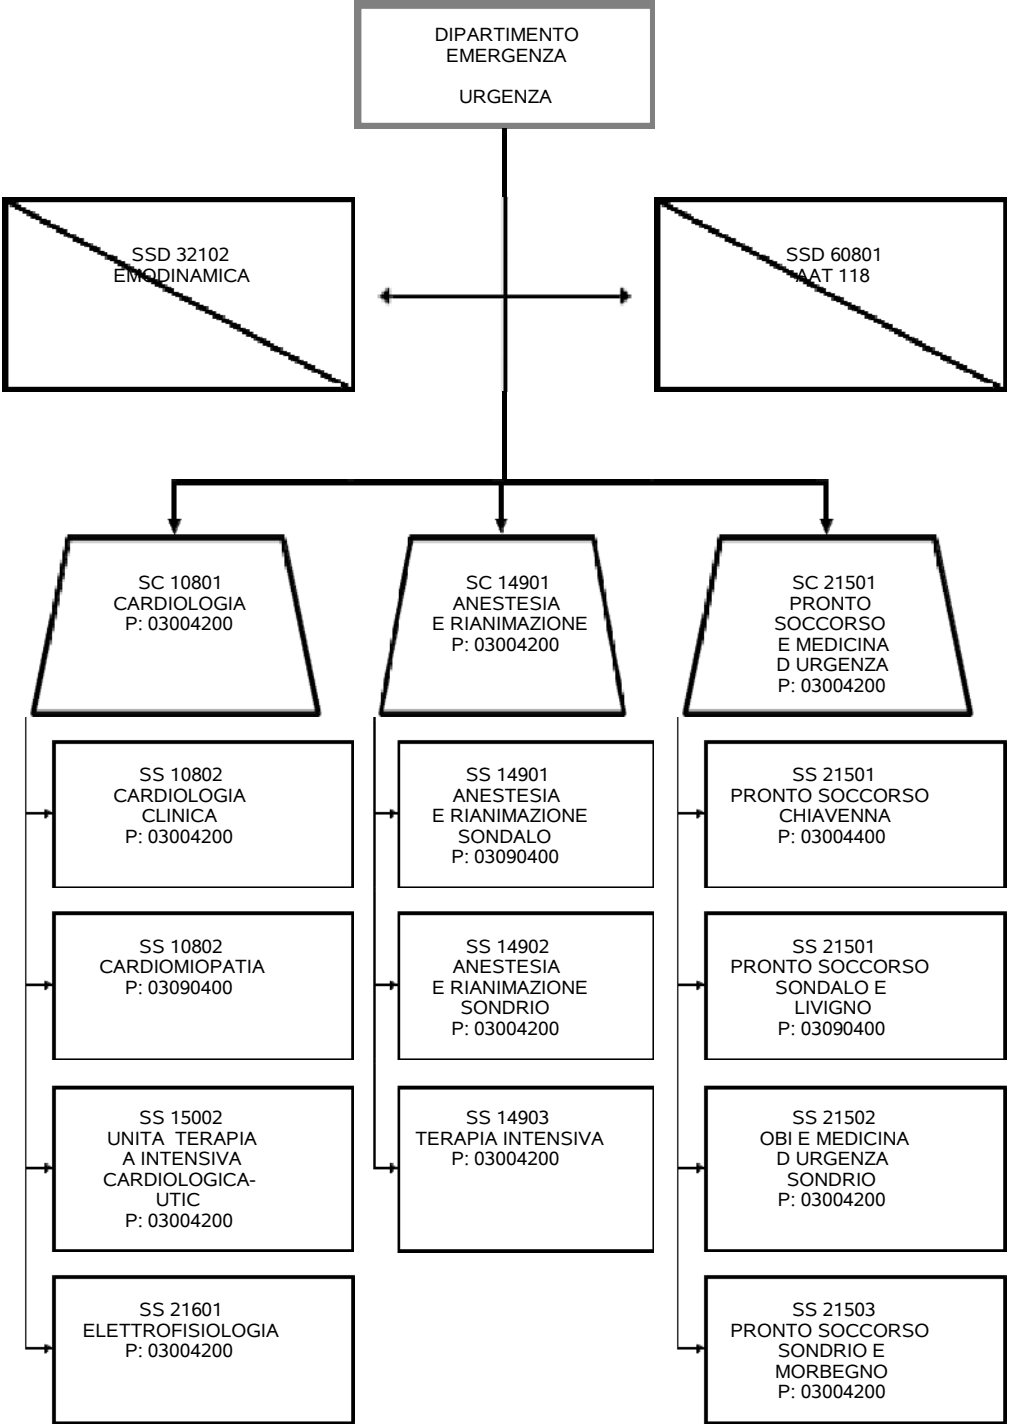 DIPARTIMENTO
EMERGENZA
URGENZA
SSD 32102
EMODINAMICA
SSD 60801
AAT 118
SC 10801
CARDIOLOGIA
P: 03004200
SC 14901
ANESTESIA
E RIANIMAZIONE
P: 03004200
SC 21501
PRONTO
SOCCORSO
E MEDICINA
D URGENZA
P: 03004200
SS 10802
CARDIOLOGIA
CLINICA
P: 03004200
SS 14901
ANESTESIA
E RIANIMAZIONE
SONDALO
P: 03090400
SS 21501
PRONTO SOCCORSO
CHIAVENNA
P: 03004400
SS 10802
CARDIOMIOPATIA
P: 03090400
SS 14902
ANESTESIA
E RIANIMAZIONE
SONDRIO
P: 03004200
SS 21501
PRONTO SOCCORSO
SONDALO E
LIVIGNO
P: 03090400
SS 15002
UNITA  TERAPIA
A INTENSIVA
CARDIOLOGICA-
UTIC
P: 03004200
SS 14903
TERAPIA INTENSIVA
P: 03004200
SS 21502
OBI E MEDICINA
D URGENZA
SONDRIO
P: 03004200
SS 21601
ELETTROFISIOLOGIA
P: 03004200
SS 21503
PRONTO SOCCORSO
SONDRIO E
MORBEGNO
P: 03004200